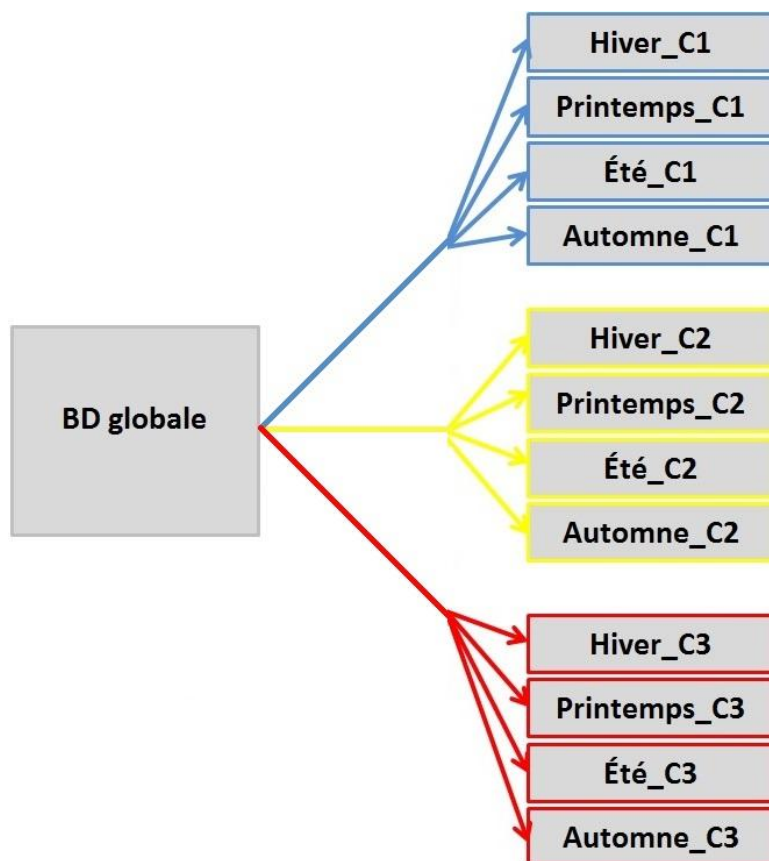 Hiver_C1
Printemps_C1
Été_C1
Automne_C1
BD globale
Hiver_C2
Printemps_C2
Été_C2
Automne_C2
Hiver_C3
Printemps_C3
Été_C3
Automne_C3